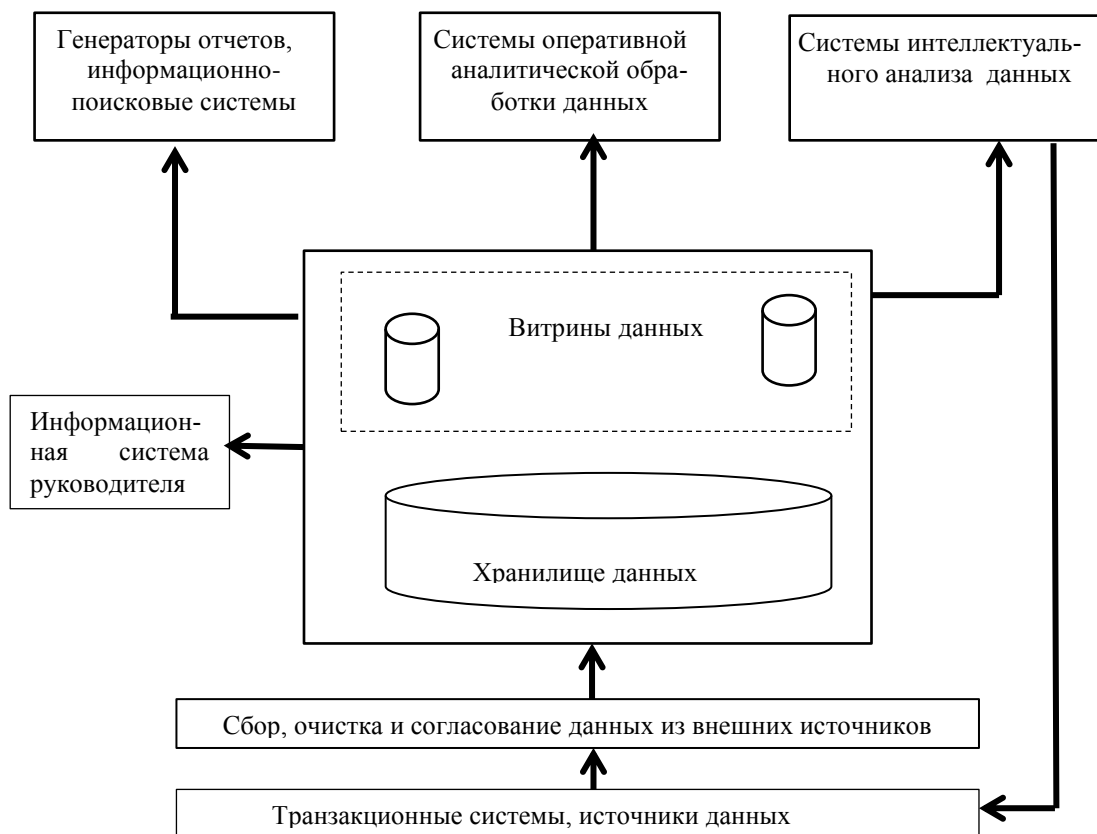 Генераторы отчетов,
информационно-
поисковые системы
Системы оперативной
аналитической обра-
ботки данных
Системы интеллектуаль-
ного анализа данных
Витрины данных
Информацион-
ная система
руководителя
Хранилище данных
Сбор, очистка и согласование данных из внешних источников
Транзакционные системы, источники данных